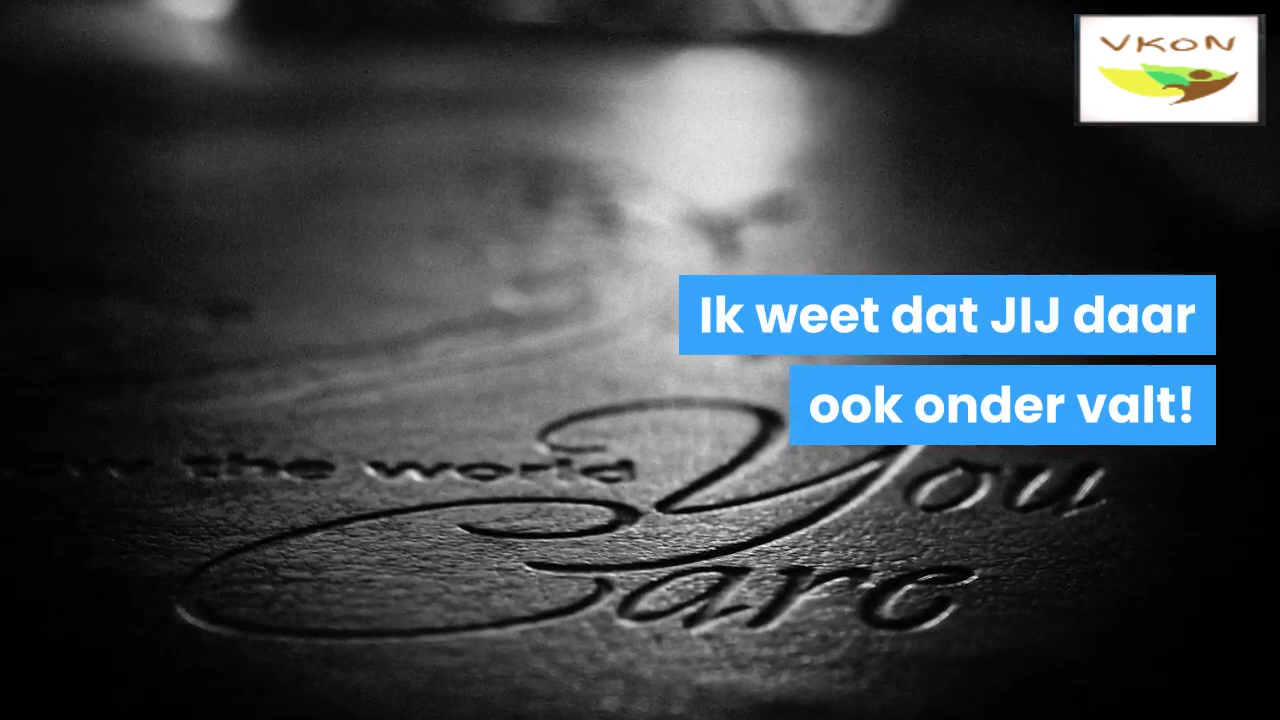 VKON
Ik weet dat JIJ daar
ook onder valt!
the world You
Care